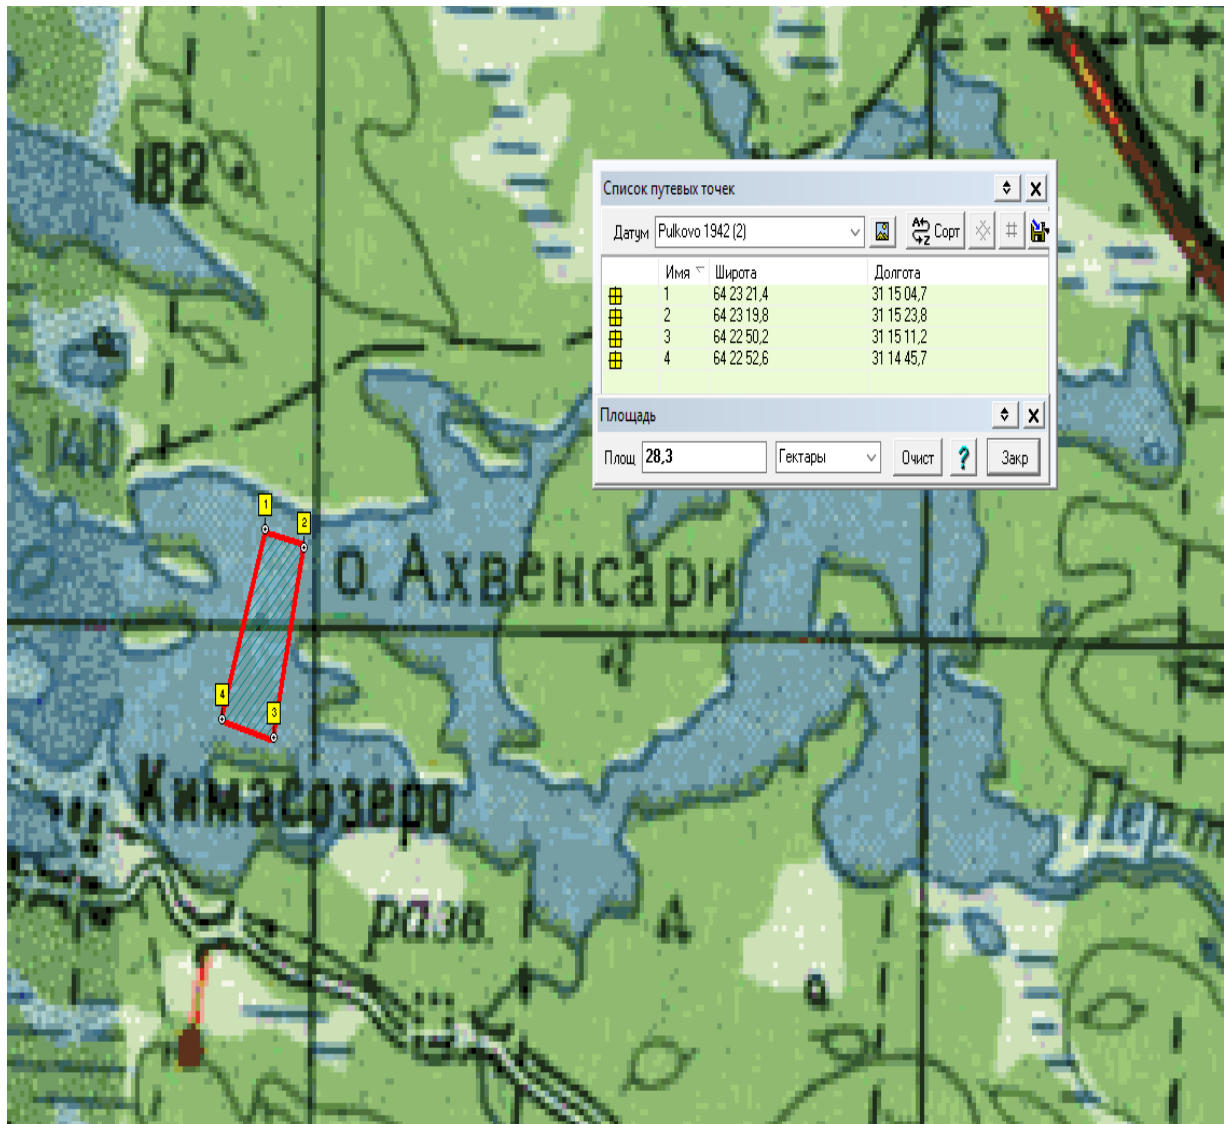 182
Список путевых точек
Датум Pulkovo 1942 (2) Сорт
Имя Широта Долгота
1 64 23 21,4 31 15 04,7
2 64 23 19,8 31 15 23,8
3 64 22 50,2 31 15 11,2
4 64 22 52,6 31 14 45,7
Площадь
Площ 28,3 Гектары Очист ? Закр
140
1
2
о. Ахвенсари
4
3
Кимасозеро
Перт
разв.